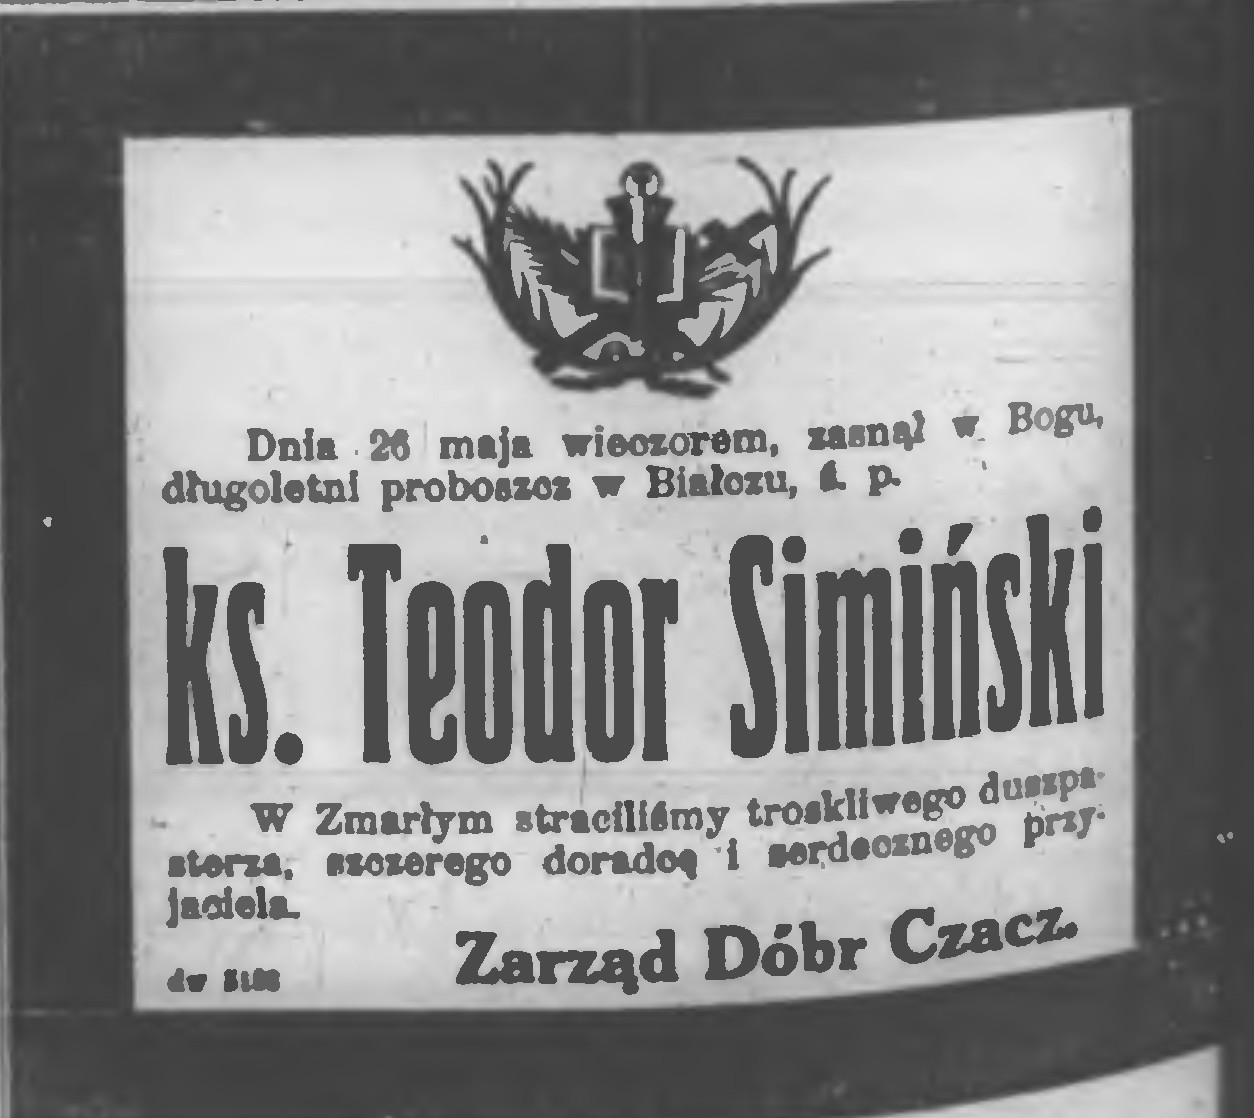 Dnia 26 maja wieczorem, zasnął w Bogu,
długoletni proboszcz w Białczu, ś. p.
ks. Teodor Simiński
W Zmarłym straciliśmy troskliwego duszpa-
sterza, szczerego doradcę i serdecznego przy-
jaciela.
Zarząd Dóbr Czacz.
dw